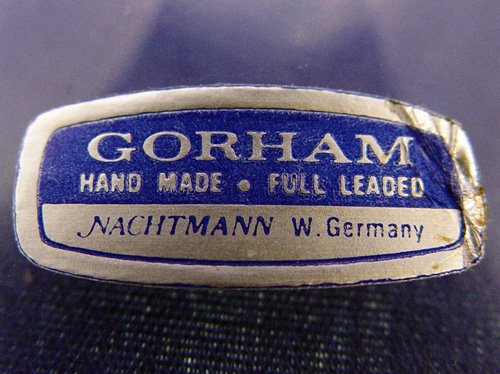 GORHAM
HAND MADE • FULL LEADED
NACHTMANN W. Germany